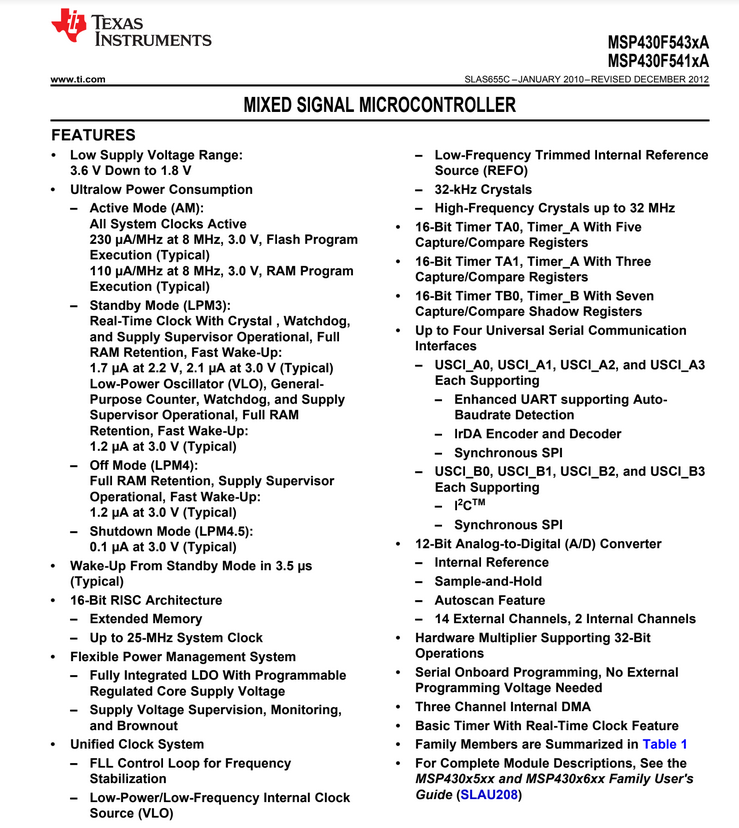 TEXAS
INSTRUMENTS
MSP430F543xA
MSP430F541xA
www.ti.com
SLAS655C – JANUARY 2010 – REVISED DECEMBER 2012
MIXED SIGNAL MICROCONTROLLER
FEATURES
• Low Supply Voltage Range:
3.6 V Down to 1.8 V
• Ultralow Power Consumption
– Active Mode (AM):
All System Clocks Active
230 µA/MHz at 8 MHz, 3.0 V, Flash Program
Execution (Typical)
110 µA/MHz at 8 MHz, 3.0 V, RAM Program
Execution (Typical)
– Standby Mode (LPM3):
Real-Time Clock With Crystal , Watchdog,
and Supply Supervisor Operational, Full
RAM Retention, Fast Wake-Up:
1.7 µA at 2.2 V, 2.1 µA at 3.0 V (Typical)
Low-Power Oscillator (VLO), General-
Purpose Counter, Watchdog, and Supply
Supervisor Operational, Full RAM
Retention, Fast Wake-Up:
1.2 µA at 3.0 V (Typical)
– Off Mode (LPM4):
Full RAM Retention, Supply Supervisor
Operational, Fast Wake-Up:
1.2 µA at 3.0 V (Typical)
– Shutdown Mode (LPM4.5):
0.1 µA at 3.0 V (Typical)
• Wake-Up From Standby Mode in 3.5 µs
(Typical)
• 16-Bit RISC Architecture
– Extended Memory
– Up to 25-MHz System Clock
• Flexible Power Management System
– Fully Integrated LDO With Programmable
Regulated Core Supply Voltage
– Supply Voltage Supervision, Monitoring,
and Brownout
• Unified Clock System
– FLL Control Loop for Frequency
Stabilization
– Low-Power/Low-Frequency Internal Clock
Source (VLO)
– Low-Frequency Trimmed Internal Reference
Source (REFO)
– 32-kHz Crystals
– High-Frequency Crystals up to 32 MHz
• 16-Bit Timer TA0, Timer_A With Five
Capture/Compare Registers
• 16-Bit Timer TA1, Timer_A With Three
Capture/Compare Registers
• 16-Bit Timer TB0, Timer_B With Seven
Capture/Compare Shadow Registers
• Up to Four Universal Serial Communication
Interfaces
– USCI_A0, USCI_A1, USCI_A2, and USCI_A3
Each Supporting
– Enhanced UART supporting Auto-
Baudrate Detection
– IrDA Encoder and Decoder
– Synchronous SPI
– USCI_B0, USCI_B1, USCI_B2, and USCI_B3
Each Supporting
– I²C™
– Synchronous SPI
• 12-Bit Analog-to-Digital (A/D) Converter
– Internal Reference
– Sample-and-Hold
– Autoscan Feature
– 14 External Channels, 2 Internal Channels
• Hardware Multiplier Supporting 32-Bit
Operations
• Serial Onboard Programming, No External
Programming Voltage Needed
• Three Channel Internal DMA
• Basic Timer With Real-Time Clock Feature
• Family Members are Summarized in Table 1
• For Complete Module Descriptions, See the
MSP430x5xx and MSP430x6xx Family User's
Guide (SLAU208)